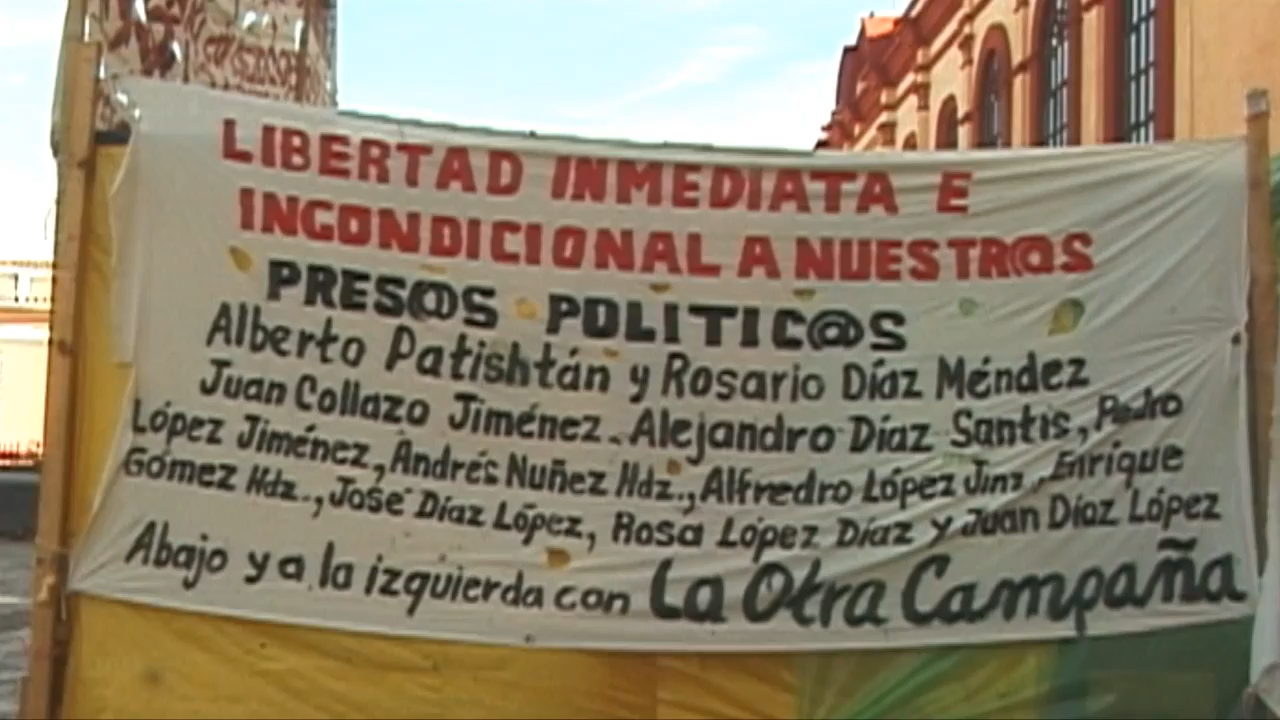 LIBERTAD INMEDIATA E
INCONDICIONAL A NUESTR@S
PRES@S POLITIC@S
Alberto Patishtán y Rosario Díaz Méndez
Juan Collazo Jiménez. Alejandro Díaz Santis, Pedro
López Jiménez, Andrés Nuñez Hdz., Alfredro López Jinz, Enrique
Gómez Hdz., José Díaz López, Rosa López Díaz y Juan Díaz López
Abajo y a la izquierda con La Otra Campaña